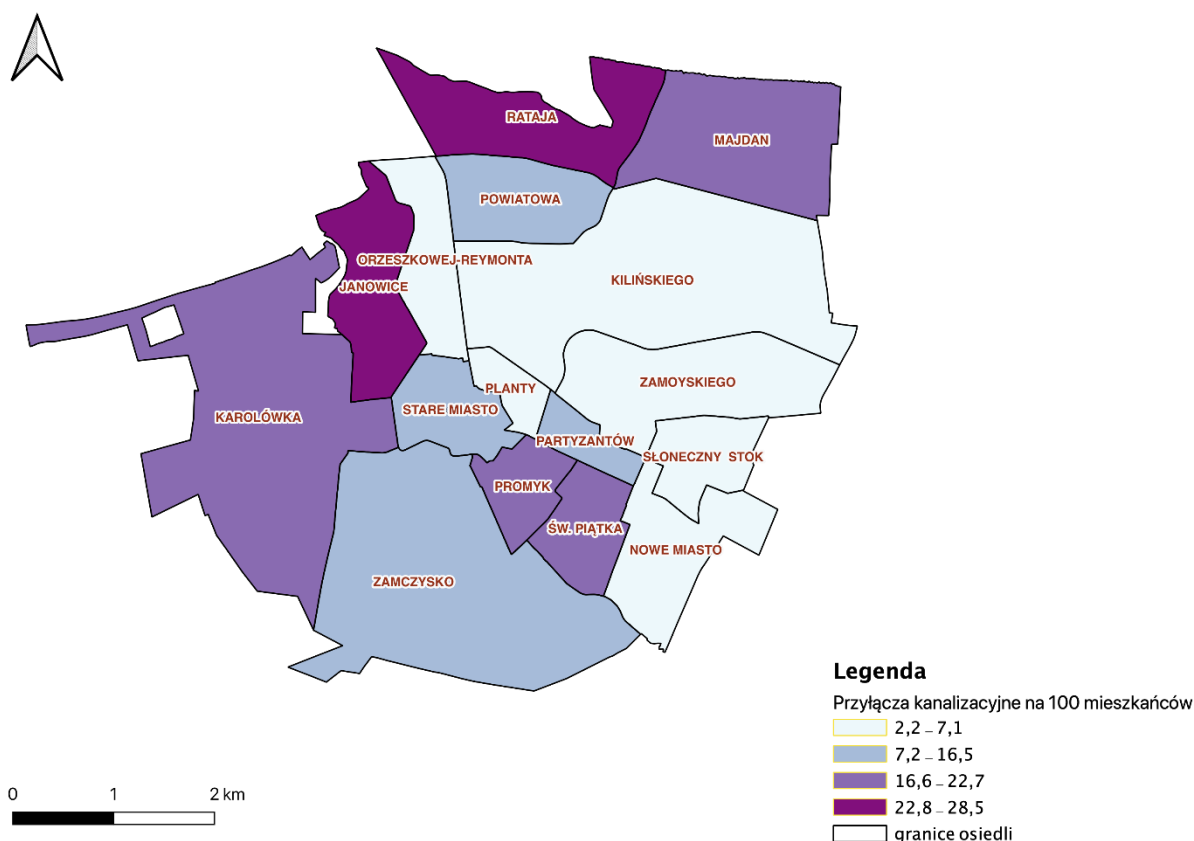 RATAJA
MAJDAN
POWIATOWA
ORZESZKOWEJ-REYMONTA
KILIŃSKIEGO
JANOWICE
ZAMOYSKIEGO
PLANTY
STARE MIASTO
KAROLÓWKA
PARTYZANTÓW
SŁONECZNY STOK
PROMYK
ŚW. PIĄTKA
NOWE MIASTO
ZAMCZYSKO
Legenda
Przyłącza kanalizacyjne na 100 mieszkańców
2,2 – 7,1
7,2 – 16,5
16,6 – 22,7
22,8 – 28,5
granice osiedli
0 1 2 km